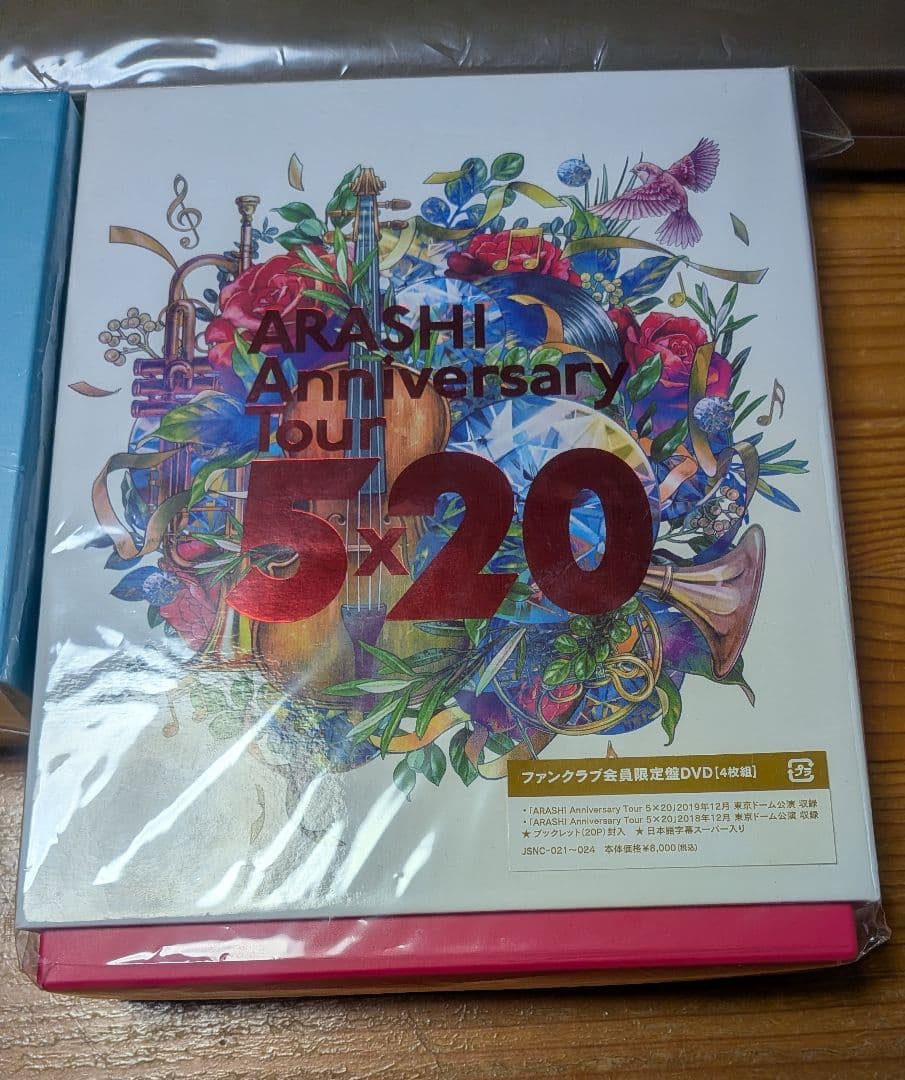 ARASHI
Anniversary
Tour
5×20
ファンクラブ会員限定盤DVD[4枚組]
プラ
・「ARASHI Anniversary Tour 5×20」2019年12月 東京ドーム公演 収録
・「ARASHI Anniversary Tour 5×20」2018年12月 東京ドーム公演 収録
★ ブックレット(20P)封入 ★ 日本語字幕スーパー入り
JSNC-021～024 本体価格¥8,000(税込)